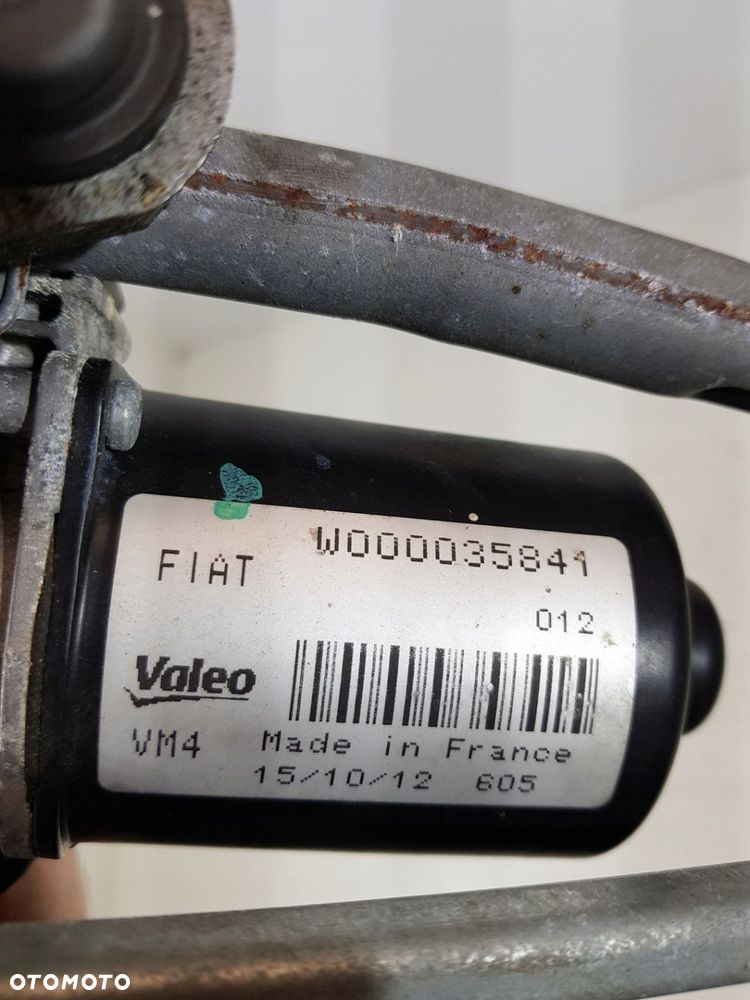 FIAT W000035841
012
Valeo
VM4 Made in France
15/10/12 605
OTOMOTO